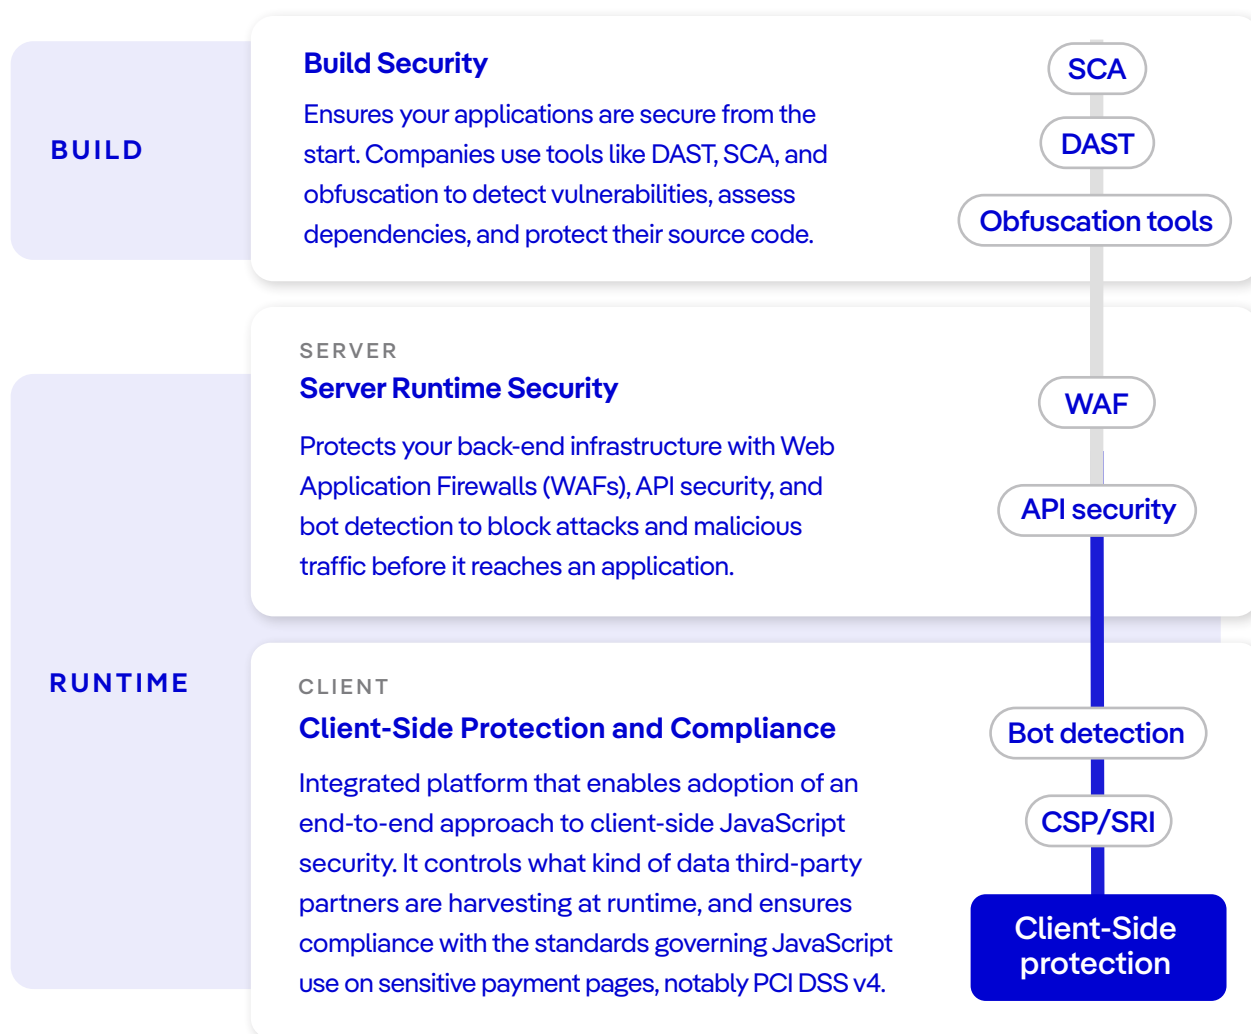 BUILD
Build Security
Ensures your applications are secure from the
start. Companies use tools like DAST, SCA, and
obfuscation to detect vulnerabilities, assess
dependencies, and protect their source code.
SCA
DAST
Obfuscation tools
RUNTIME
SERVER
Server Runtime Security
Protects your back-end infrastructure with Web
Application Firewalls (WAFs), API security, and
bot detection to block attacks and malicious
traffic before it reaches an application.
WAF
API security
CLIENT
Client-Side Protection and Compliance
Integrated platform that enables adoption of an
end-to-end approach to client-side JavaScript
security. It controls what kind of data third-party
partners are harvesting at runtime, and ensures
compliance with the standards governing JavaScript
use on sensitive payment pages, notably PCI DSS v4.
Bot detection
CSP/SRI
Client-Side
protection